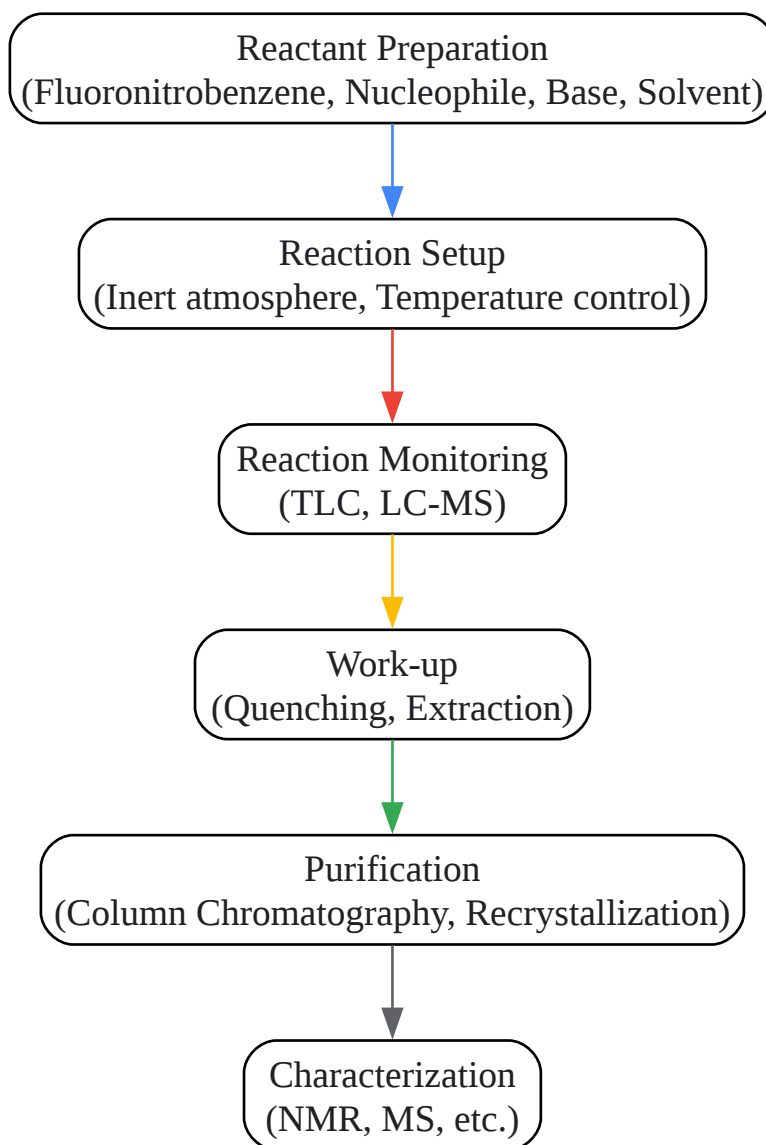 Reactant Preparation
(Fluoronitrobenzene, Nucleophile, Base, Solvent)
Reaction Setup
(Inert atmosphere, Temperature control)
Reaction Monitoring
(TLC, LC-MS)
Work-up
(Quenching, Extraction)
Purification
(Column Chromatography, Recrystallization)
Characterization
(NMR, MS, etc.)